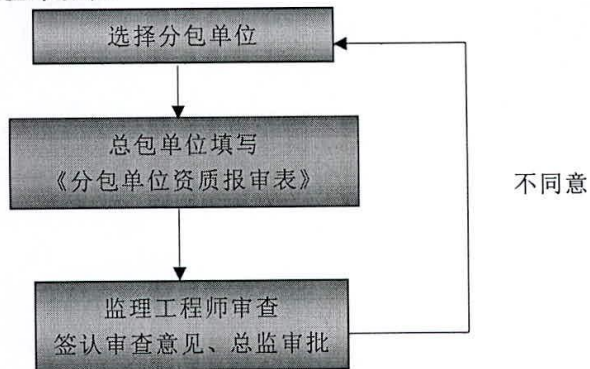 选择分包单位
总包单位填写
《分包单位资质报审表》
不同意
监理工程师审查
签认审查意见、总监审批